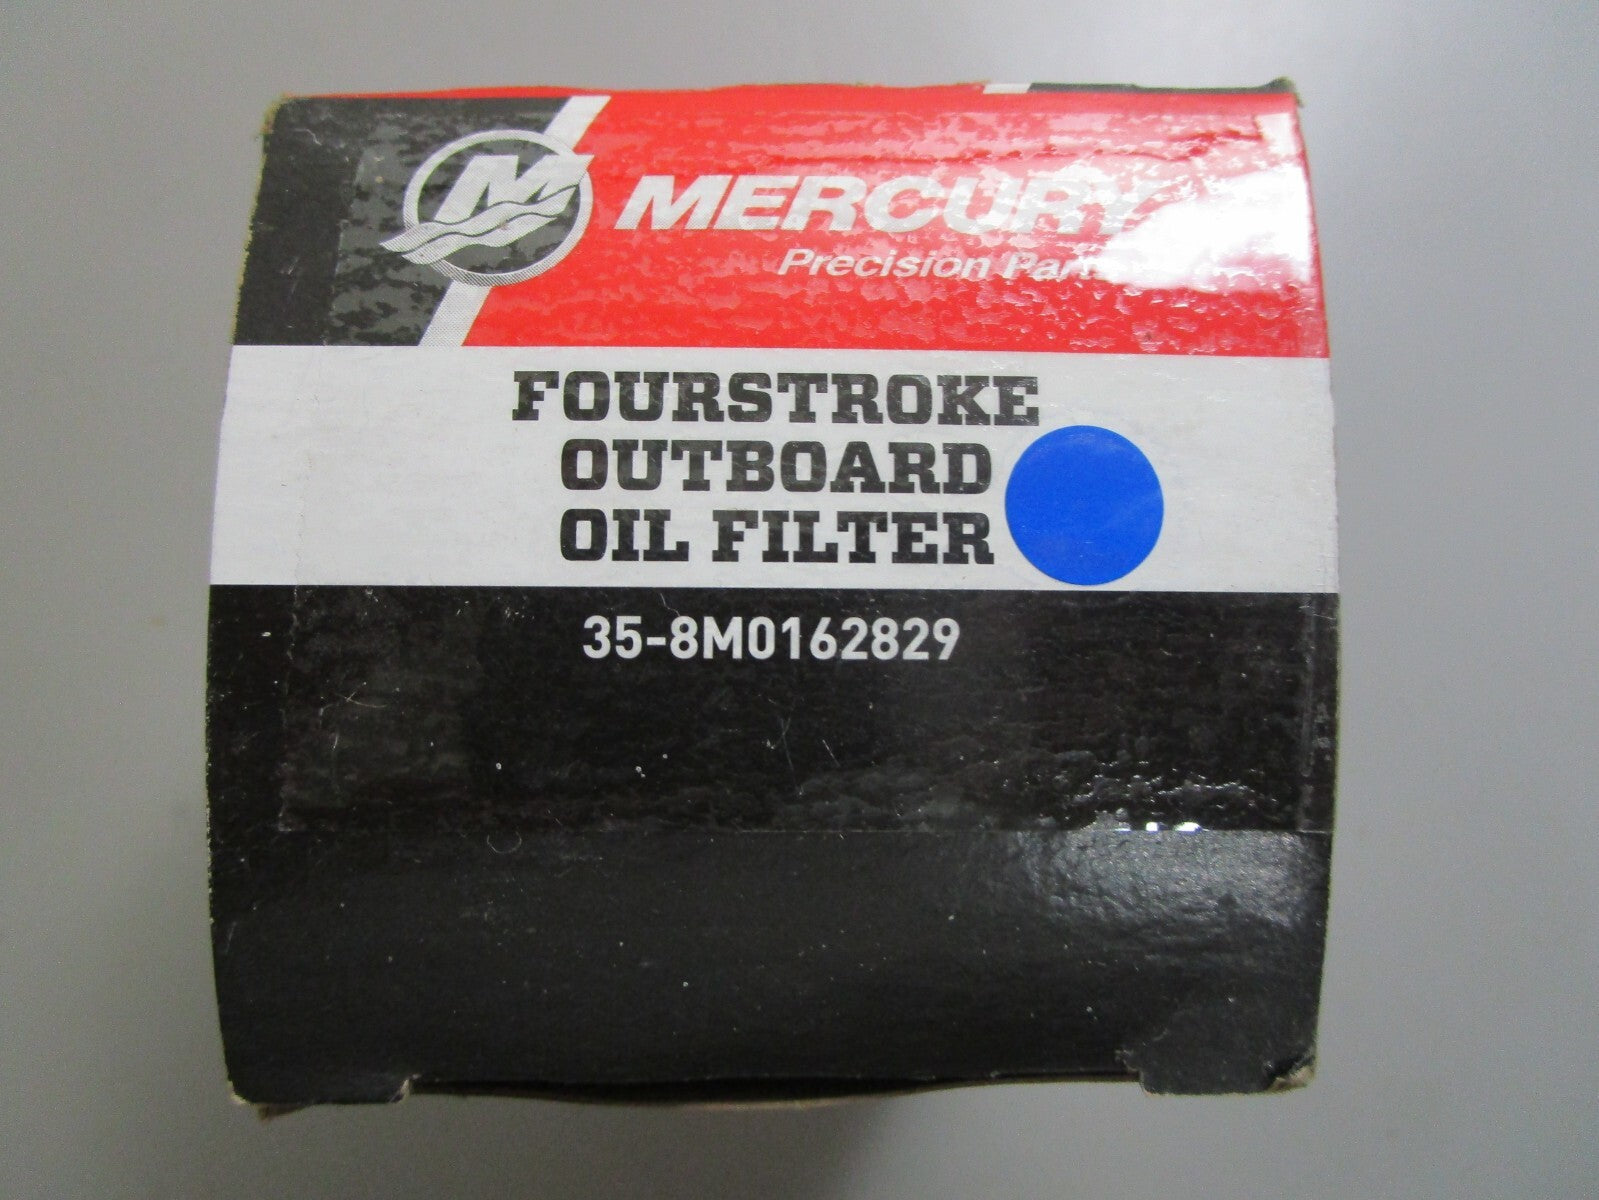 M
MERCURY
Precision
FOURSTROKE
OUTBOARD
OIL FILTER
35-8M0162829